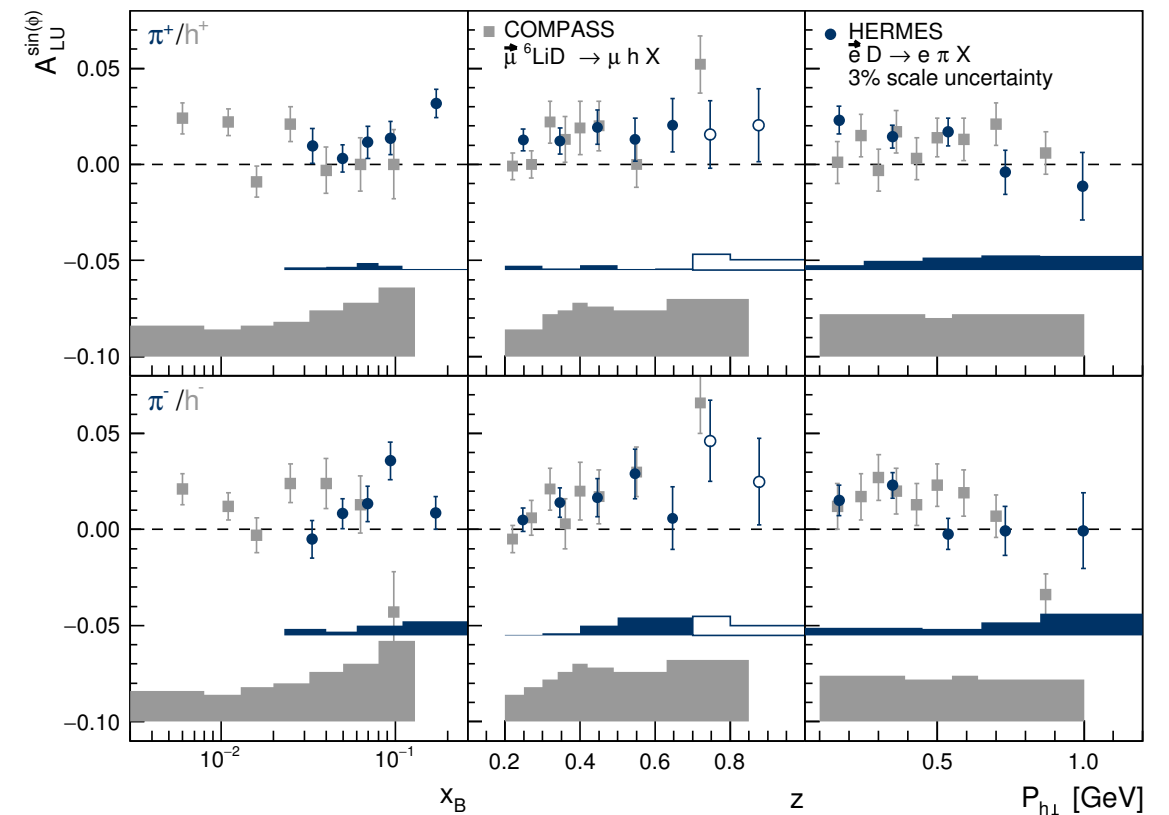 A_LU^sin(ϕ)
π⁺/h⁺
COMPASS
μ⃗ ⁶LiD → μ h X
HERMES
e⃗ D → e π X
3% scale uncertainty
0.05
0.00
−0.05
−0.10
π⁻/h⁻
0.05
0.00
−0.05
−0.10
10⁻² 10⁻¹
0.2 0.4 0.6 0.8
0.5 1.0
x_B
z
P_h⊥ [GeV]